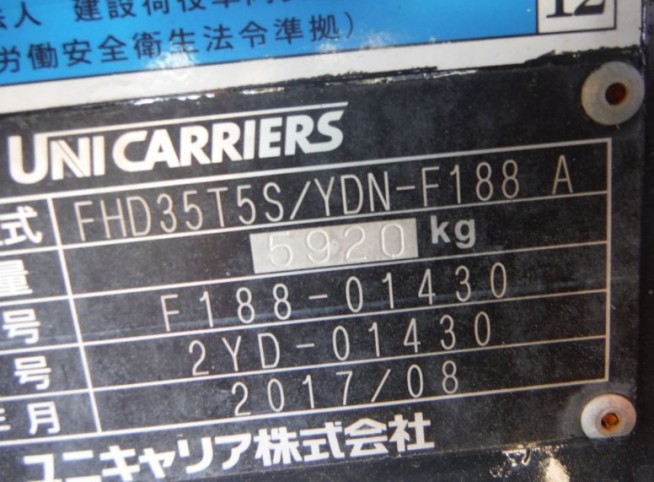 人 建設荷役車両
労働安全衛生法令準拠)
12
UNICARRIERS
式 FHD35T5S/YDN-F188 A
量 5920 kg
号 F188-01430
号 2YD-01430
年月 2017/08
ユニキャリア株式会社